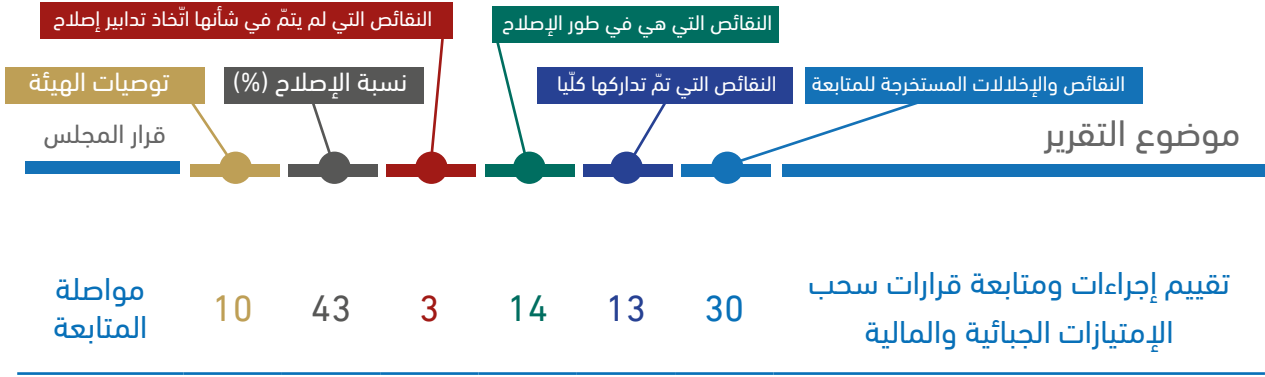 النقائص التي هي في طور الإصلاح
النقائص التي لم يتمّ في شأنها اتّخاذ تدابير إصلاح
النقائص والإخلالات المستخرجة للمتابعة
النقائص التي تمّ تداركها كلّيا
نسبة الإصلاح (%)
توصيات الهيئة
موضوع التقرير
قرار المجلس
تقييم إجراءات ومتابعة قرارات سحب
الإمتيازات الجبائية والمالية
30
13
14
3
43
10
مواصلة
المتابعة